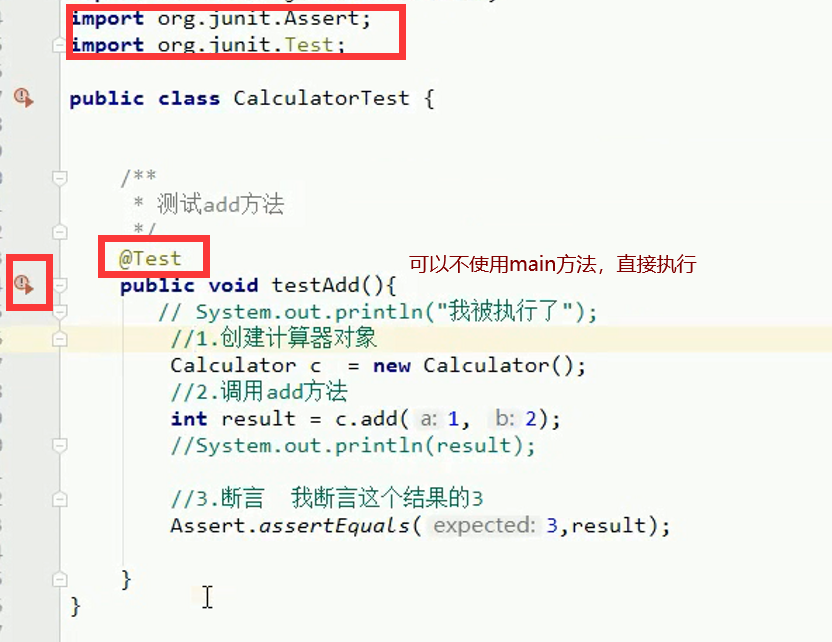 import org.junit.Assert;
import org.junit.Test;
public class CalculatorTest {
/**
* 测试add方法
*/
@Test
可以不使用main方法，直接执行
public void testAdd(){
// System.out.println("我被执行了");
//1.创建计算器对象
Calculator c  = new Calculator();
//2.调用add方法
int result = c.add( a: 1, b: 2);
//System.out.println(result);
//3.断言  我断言这个结果的3
Assert.assertEquals( expected: 3,result);
}
}